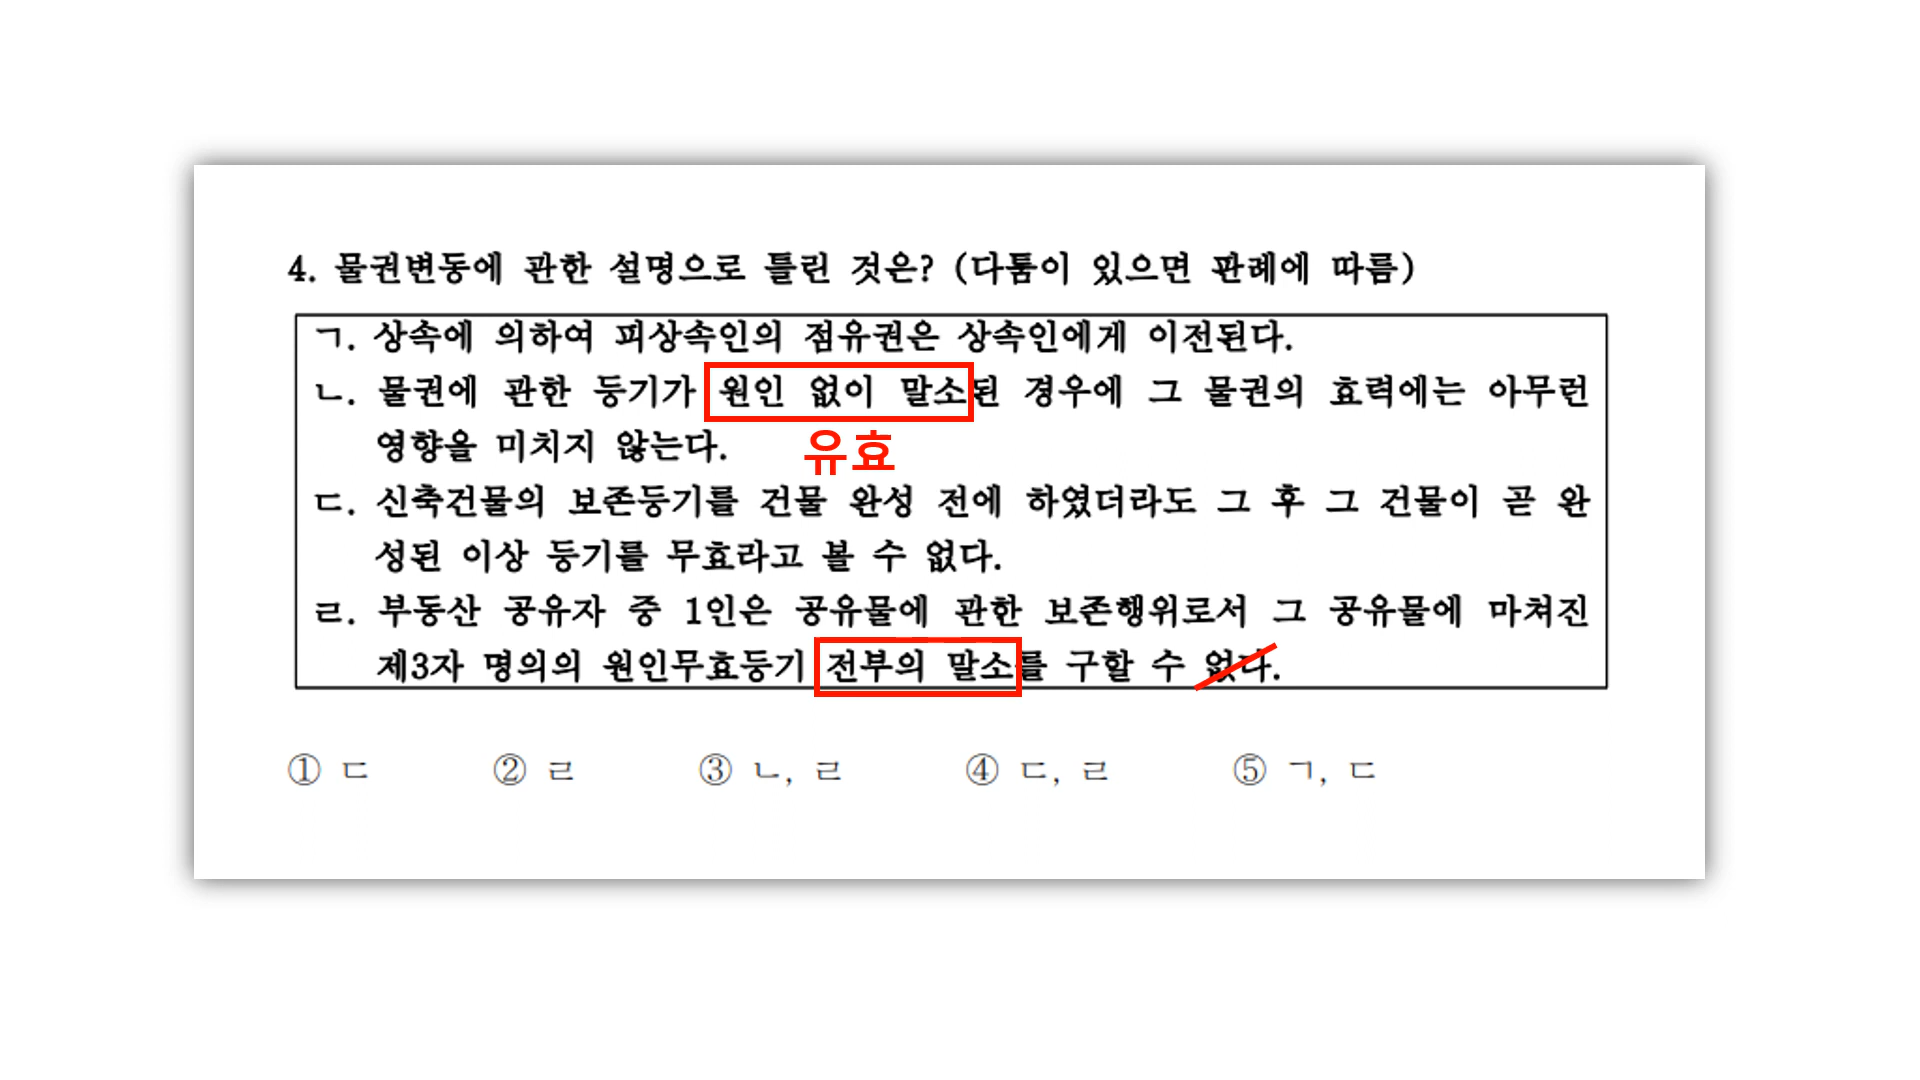 4. 물권변동에 관한 설명으로 틀린 것은? (다툼이 있으면 판례에 따름)
ㄱ. 상속에 의하여 피상속인의 점유권은 상속인에게 이전된다.
ㄴ. 물권에 관한 등기가 원인 없이 말소된 경우에 그 물권의 효력에는 아무런
영향을 미치지 않는다.
유효
ㄷ. 신축건물의 보존등기를 건물 완성 전에 하였더라도 그 후 그 건물이 곧 완
성된 이상 등기를 무효라고 볼 수 없다.
ㄹ. 부동산 공유자 중 1인은 공유물에 관한 보존행위로서 그 공유물에 마쳐진
제3자 명의의 원인무효등기 전부의 말소를 구할 수 없다.
① ㄷ ② ㄹ ③ ㄴ, ㄹ ④ ㄷ, ㄹ ⑤ ㄱ, ㄷ